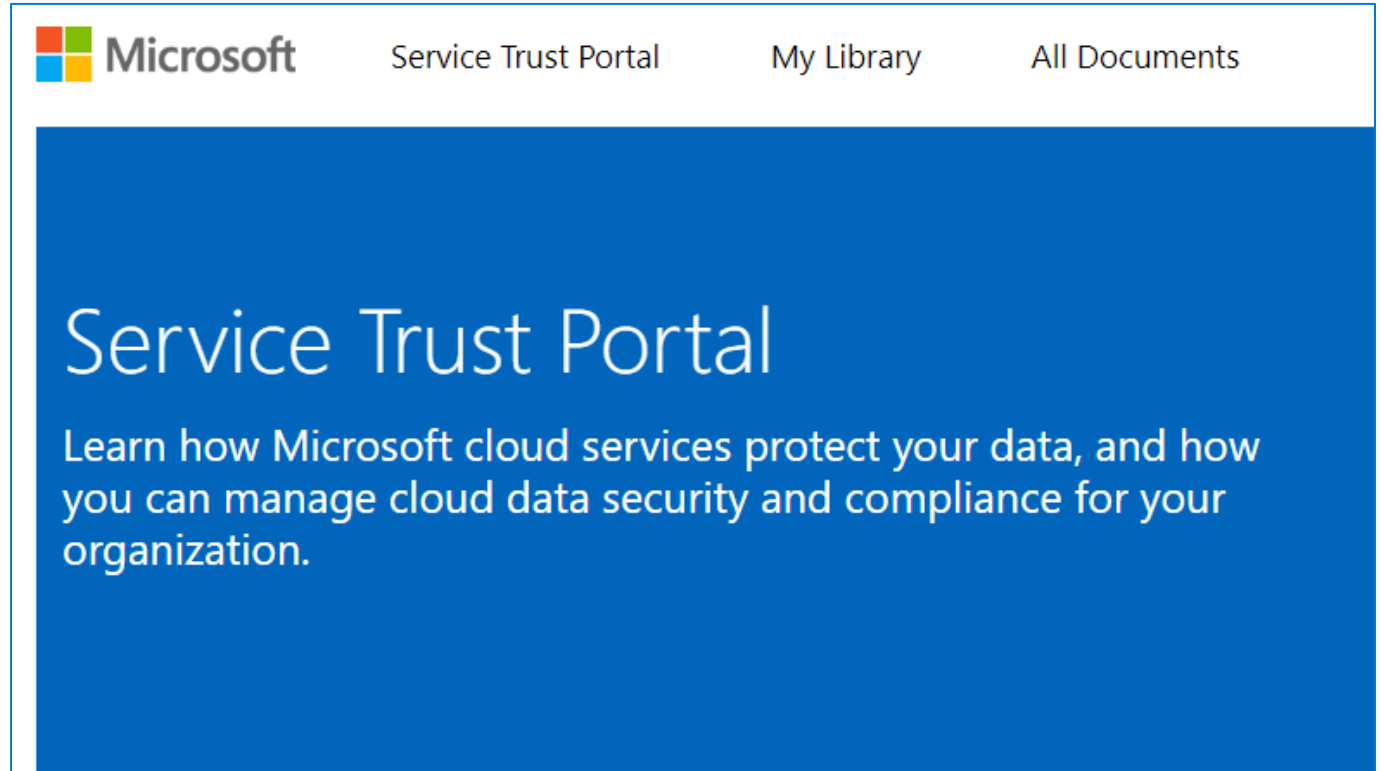 Microsoft Service Trust Portal My Library All Documents
Service Trust Portal
Learn how Microsoft cloud services protect your data, and how
you can manage cloud data security and compliance for your
organization.